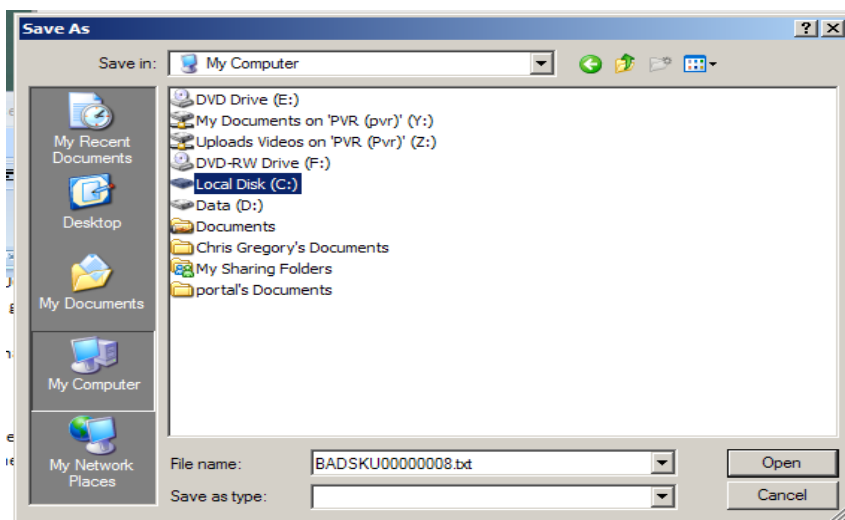 Save As
Save in:
My Computer
DVD Drive (E:)
My Documents on 'PVR (pvr)' (Y:)
Uploads Videos on 'PVR (Pvr)' (Z:)
DVD-RW Drive (F:)
Local Disk (C:)
Data (D:)
Documents
Chris Gregory's Documents
My Sharing Folders
portal's Documents
My Recent
Documents
Desktop
My Documents
My Computer
My Network
Places
File name:
BADSKU00000008.txt
Open
Save as type:
Cancel